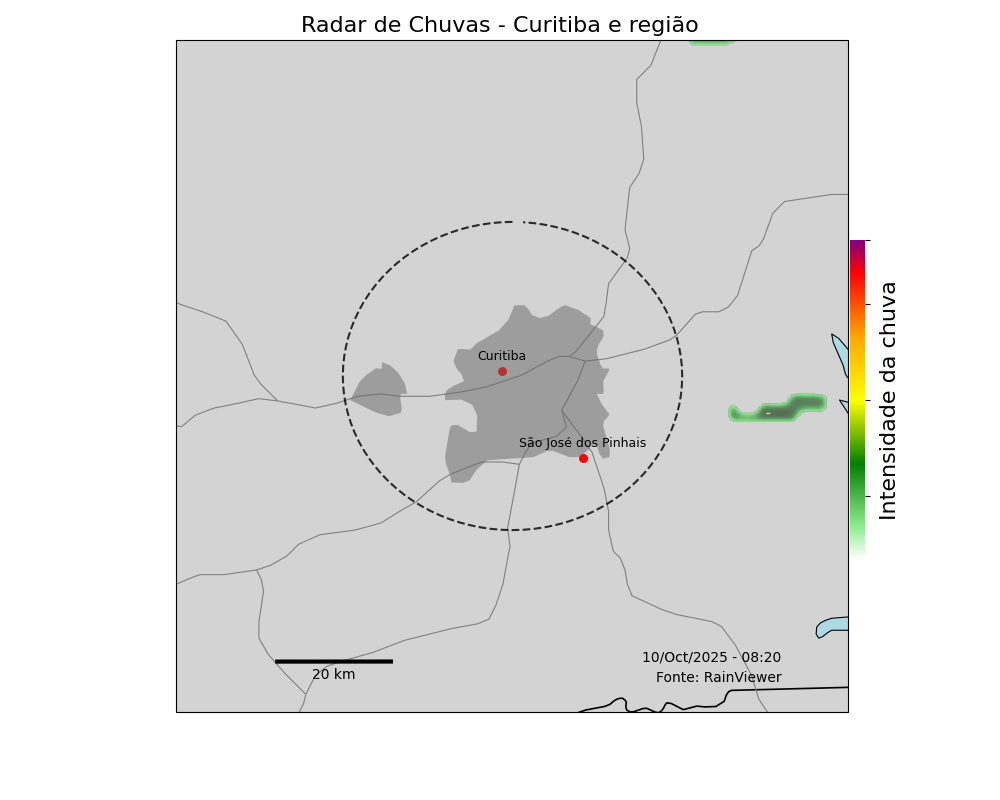 Radar de Chuvas - Curitiba e região
Curitiba
São José dos Pinhais
Intensidade da chuva
10/Oct/2025 - 08:20
Fonte: RainViewer
20 km